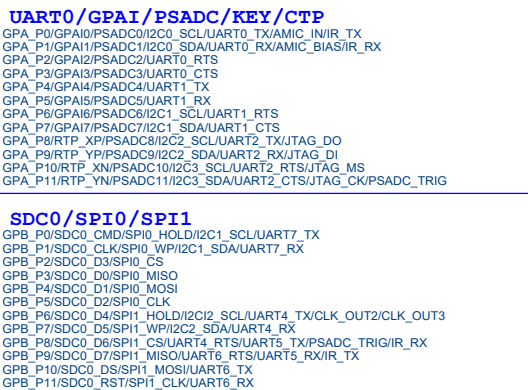 UART0/GPAI/PSADC/KEY/CTP
GPA_P0/GPAI0/PSADC0/I2C0_SCL/UART0_TX/AMIC_IN/IR_TX
GPA_P1/GPAI1/PSADC1/I2C0_SDA/UART0_RX/AMIC_BIAS/IR_RX
GPA_P2/GPAI2/PSADC2/UART0_RTS
GPA_P3/GPAI3/PSADC3/UART0_CTS
GPA_P4/GPAI4/PSADC4/UART1_TX
GPA_P5/GPAI5/PSADC5/UART1_RX
GPA_P6/GPAI6/PSADC6/I2C1_SCL/UART1_RTS
GPA_P7/GPAI7/PSADC7/I2C1_SDA/UART1_CTS
GPA_P8/RTP_XP/PSADC8/I2C2_SCL/UART2_TX/JTAG_DO
GPA_P9/RTP_YP/PSADC9/I2C2_SDA/UART2_RX/JTAG_DI
GPA_P10/RTP_XN/PSADC10/I2C3_SCL/UART2_RTS/JTAG_MS
GPA_P11/RTP_YN/PSADC11/I2C3_SDA/UART2_CTS/JTAG_CK/PSADC_TRIG
SDC0/SPI0/SPI1
GPB_P0/SDC0_CMD/SPI0_HOLD/I2C1_SCL/UART7_TX
GPB_P1/SDC0_CLK/SPI0_WP/I2C1_SDA/UART7_RX
GPB_P2/SDC0_D3/SPI0_CS
GPB_P3/SDC0_D0/SPI0_MISO
GPB_P4/SDC0_D1/SPI0_MOSI
GPB_P5/SDC0_D2/SPI0_CLK
GPB_P6/SDC0_D4/SPI1_HOLD/I2CI2_SCL/UART4_TX/CLK_OUT2/CLK_OUT3
GPB_P7/SDC0_D5/SPI1_WP/I2C2_SDA/UART4_RX
GPB_P8/SDC0_D6/SPI1_CS/UART4_RTS/UART5_TX/PSADC_TRIG/IR_RX
GPB_P9/SDC0_D7/SPI1_MISO/UART6_RTS/UART5_RX/IR_TX
GPB_P10/SDC0_DS/SPI1_MOSI/UART6_TX
GPB_P11/SDC0_RST/SPI1_CLK/UART6_RX